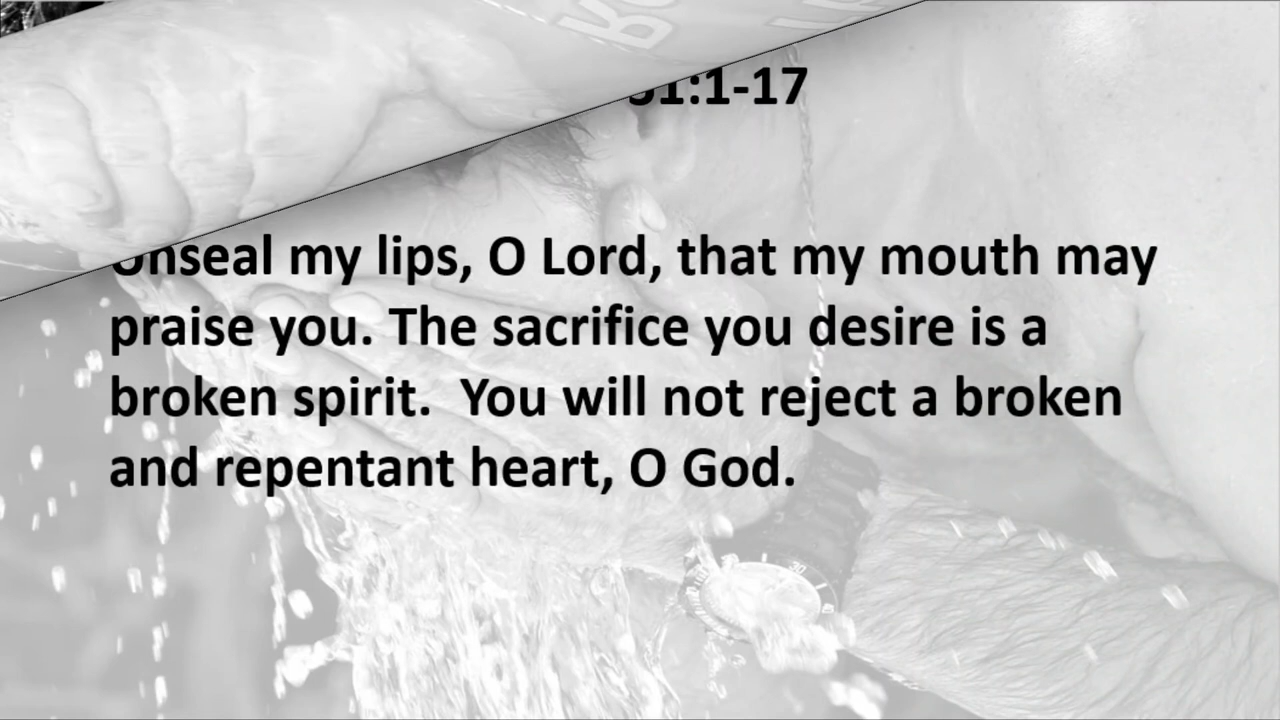 51:1-17
Unseal my lips, O Lord, that my mouth may
praise you. The sacrifice you desire is a
broken spirit.  You will not reject a broken
and repentant heart, O God.